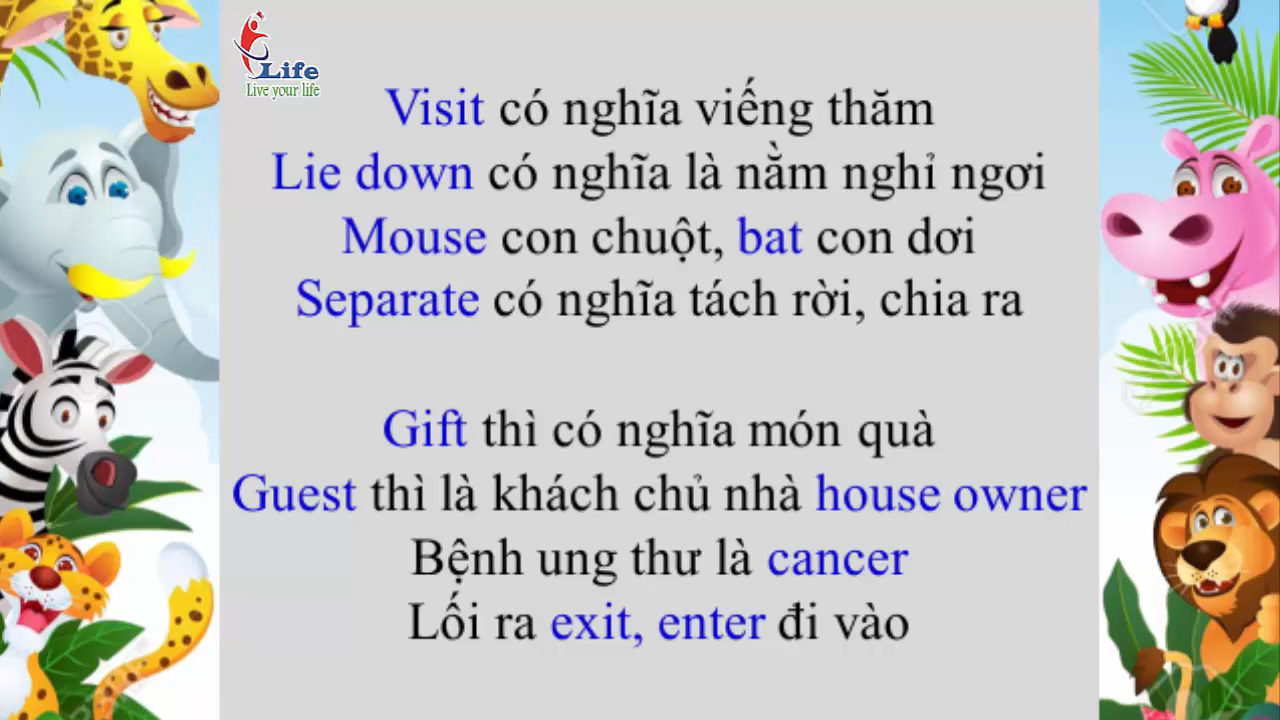 Life
Live your life
Visit có nghĩa viếng thăm
Lie down có nghĩa là nằm nghỉ ngơi
Mouse con chuột, bat con dơi
Separate có nghĩa tách rời, chia ra
Gift thì có nghĩa món quà
Guest thì là khách chủ nhà house owner
Bệnh ung thư là cancer
Lối ra exit, enter đi vào